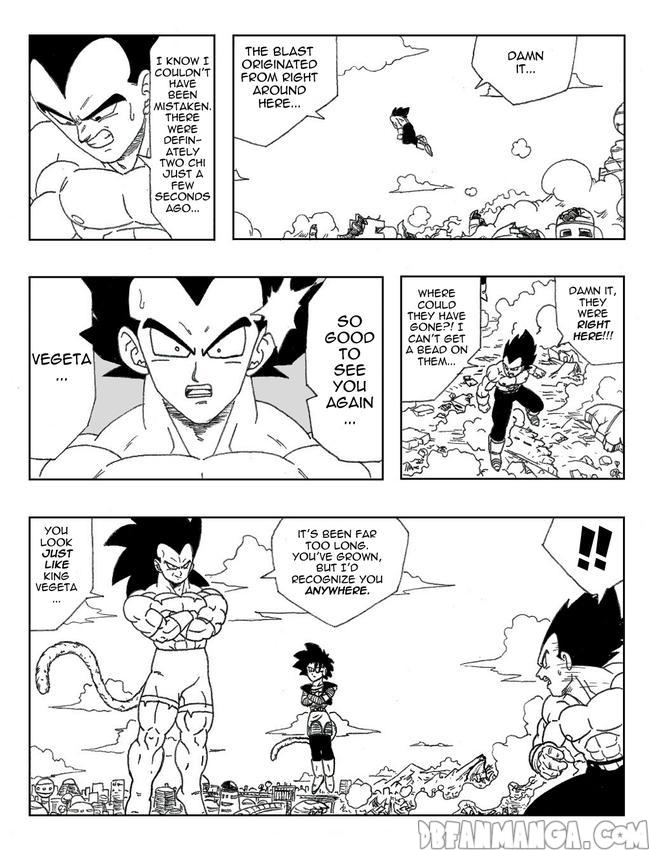 DAMN
IT...
THE BLAST
ORIGINATED
FROM RIGHT
AROUND
HERE...
I KNOW I
COULDN'T
HAVE
BEEN
MISTAKEN.
THERE
WERE
DEFIN-
ATELY
TWO CHI
JUST A
FEW
SECONDS
AGO...
DAMN IT,
THEY
WERE
RIGHT
HERE!!!
WHERE
COULD
THEY HAVE
GONE?! I
CAN'T GET
A BEAD ON
THEM...
SO
GOOD
TO
SEE
YOU
AGAIN
...
VEGETA
...
!!
IT'S BEEN FAR
TOO LONG.
YOU'VE GROWN,
BUT I'D
RECOGNIZE YOU
ANYWHERE.
YOU
LOOK
JUST
LIKE
KING
VEGETA
...
DBFANMANGA.COM